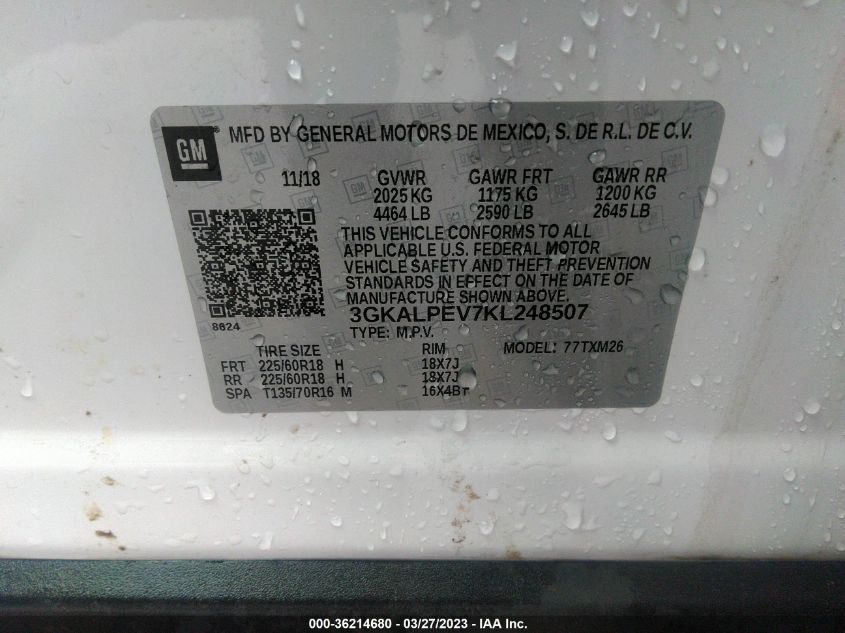 GM ® MFD BY GENERAL MOTORS DE MEXICO, S. DE R.L. DE C.V.
11/18 GVWR GAWR FRT GAWR RR
2025 KG 1175 KG 1200 KG
4464 LB 2590 LB 2645 LB
THIS VEHICLE CONFORMS TO ALL
APPLICABLE U.S. FEDERAL MOTOR
VEHICLE SAFETY AND THEFT PREVENTION
STANDARDS IN EFFECT ON THE DATE OF
MANUFACTURE SHOWN ABOVE.
3GKALPEV7KL248507
8624
TYPE: M.P.V.
TIRE SIZE RIM MODEL: 77TXM26
FRT 225/60R18 H 18X7J
RR 225/60R18 H 18X7J
SPA T135/70R16 M 16X4BT
000-36214680 — 03/27/2023 — IAA Inc.